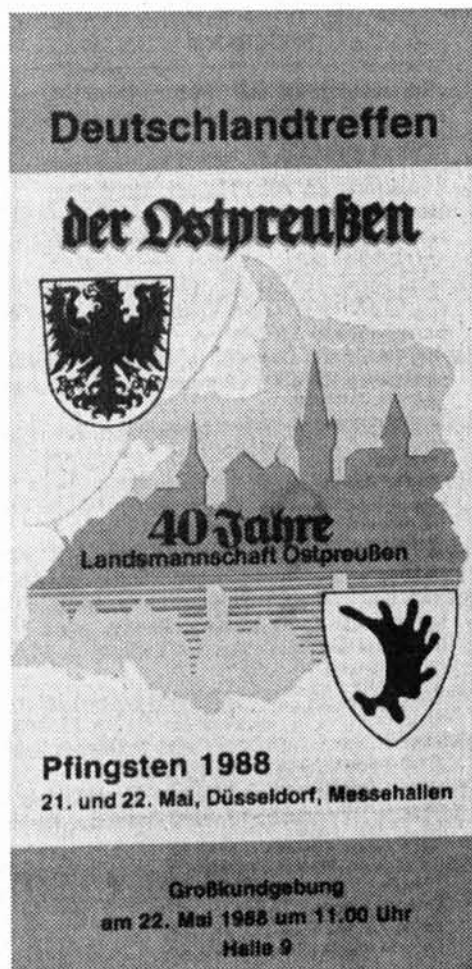 Deutschlandtreffen
der Ostpreußen
40 Jahre
Landsmannschaft Ostpreußen
Pfingsten 1988
21. und 22. Mai, Düsseldorf, Messehallen
Großkundgebung
am 22. Mai 1988 um 11.00 Uhr
Halle 9